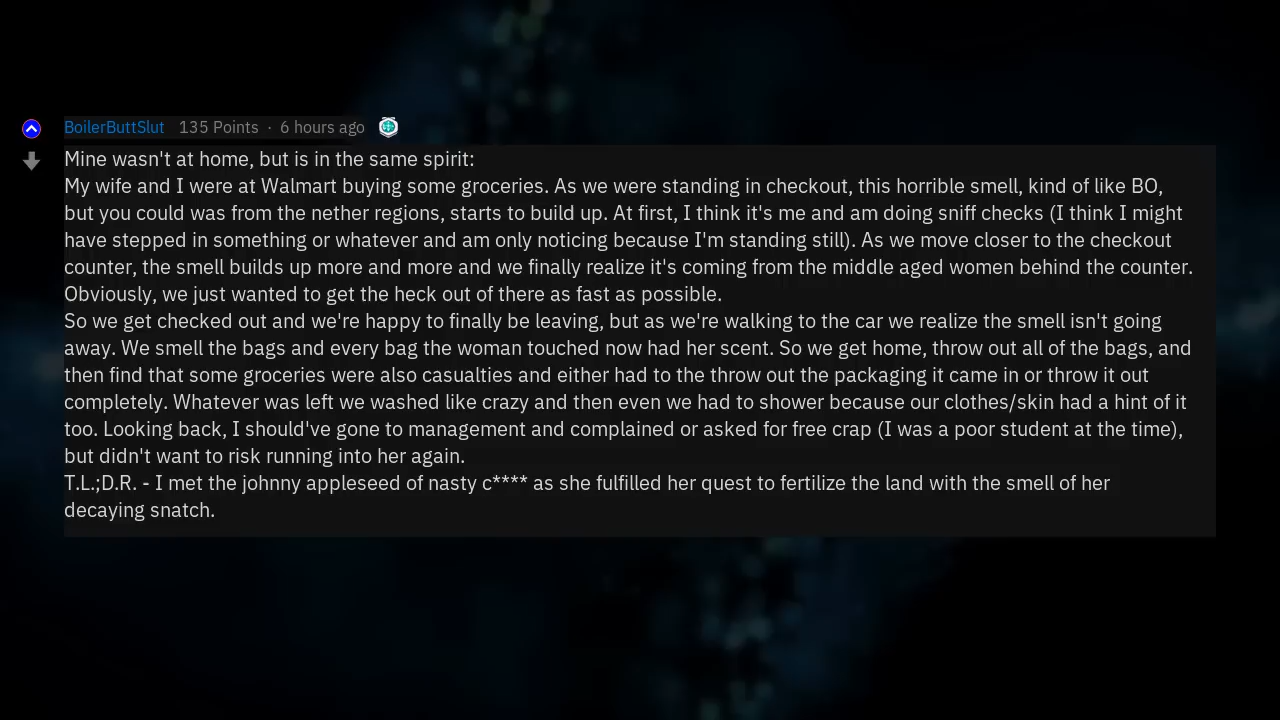 BoilerButtSlut 135 Points · 6 hours ago
Mine wasn't at home, but is in the same spirit:
My wife and I were at Walmart buying some groceries. As we were standing in checkout, this horrible smell, kind of like BO,
but you could was from the nether regions, starts to build up. At first, I think it's me and am doing sniff checks (I think I might
have stepped in something or whatever and am only noticing because I'm standing still). As we move closer to the checkout
counter, the smell builds up more and more and we finally realize it's coming from the middle aged women behind the counter.
Obviously, we just wanted to get the heck out of there as fast as possible.
So we get checked out and we're happy to finally be leaving, but as we're walking to the car we realize the smell isn't going
away. We smell the bags and every bag the woman touched now had her scent. So we get home, throw out all of the bags, and
then find that some groceries were also casualties and either had to the throw out the packaging it came in or throw it out
completely. Whatever was left we washed like crazy and then even we had to shower because our clothes/skin had a hint of it
too. Looking back, I should've gone to management and complained or asked for free crap (I was a poor student at the time),
but didn't want to risk running into her again.
T.L.;D.R. - I met the johnny appleseed of nasty c**** as she fulfilled her quest to fertilize the land with the smell of her
decaying snatch.